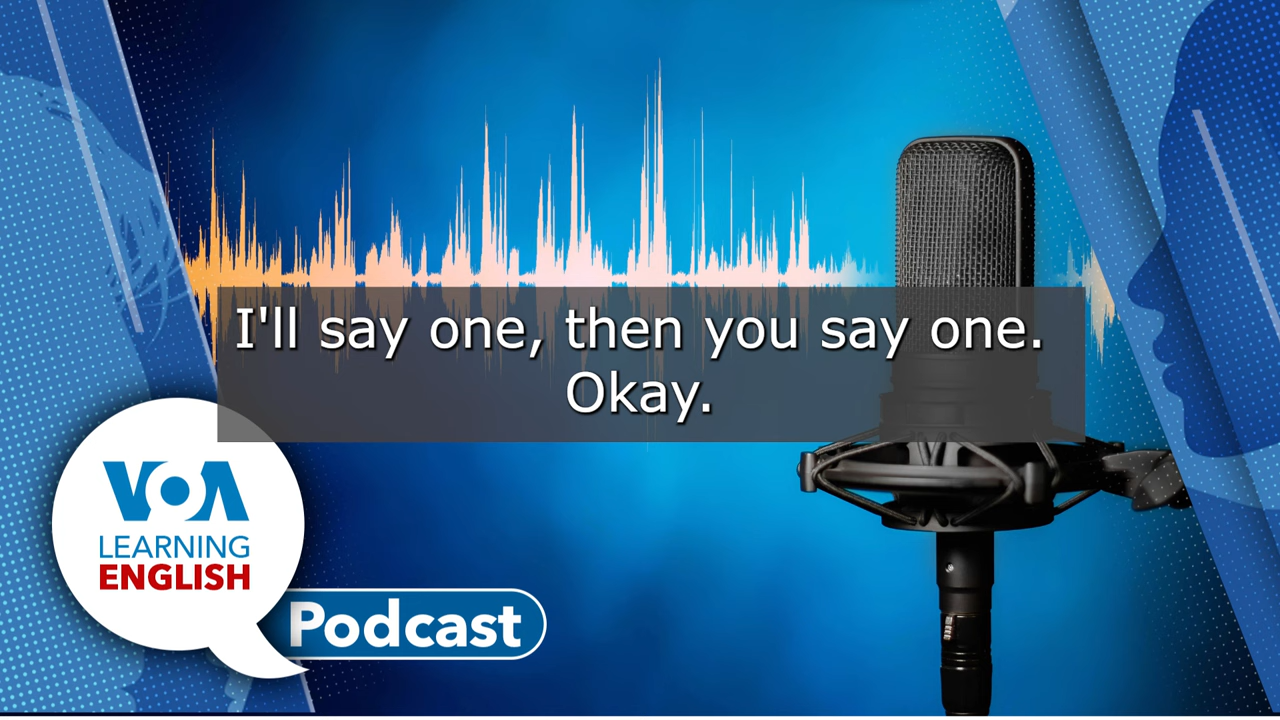 I'll say one, then you say one.
Okay.
VOA
LEARNING
ENGLISH
Podcast